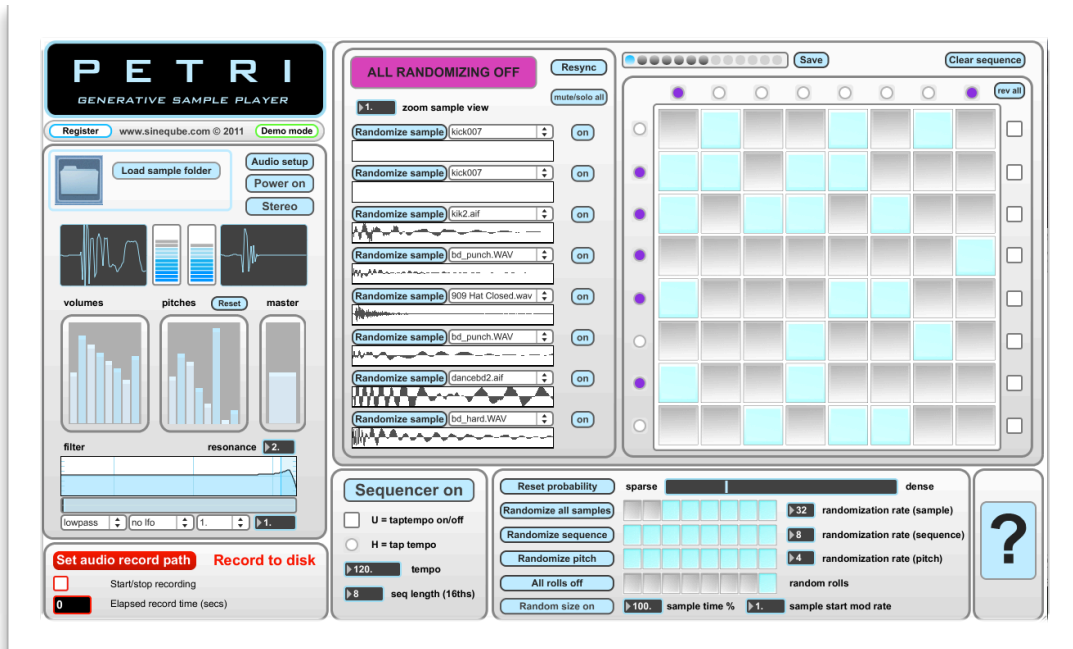 PETRI
GENERATIVE SAMPLE PLAYER
Register www.sineqube.com © 2011 Demo mode
Load sample folder
Audio setup
Power on
Stereo
volumes pitches Reset master
filter resonance 2.
lowpass no lfo 1. 1.
Set audio record path Record to disk
Start/stop recording
0 Elapsed record time (secs)
ALL RANDOMIZING OFF Resync
1. zoom sample view mute/solo all
Randomize sample kick007 on
Randomize sample kick007 on
Randomize sample kik2.aif on
Randomize sample bd_punch.WAV on
Randomize sample 909 Hat Closed.wav on
Randomize sample bd_punch.WAV on
Randomize sample dancebd2.aif on
Randomize sample bd_hard.WAV on
Save Clear sequence
rev all
Sequencer on
U = taptempo on/off
H = tap tempo
120. tempo
8 seq length (16ths)
Reset probability sparse dense
Randomize all samples 32 randomization rate (sample)
Randomize sequence 8 randomization rate (sequence)
Randomize pitch 4 randomization rate (pitch)
All rolls off random rolls
Random size on 100. sample time % 1. sample start mod rate
?